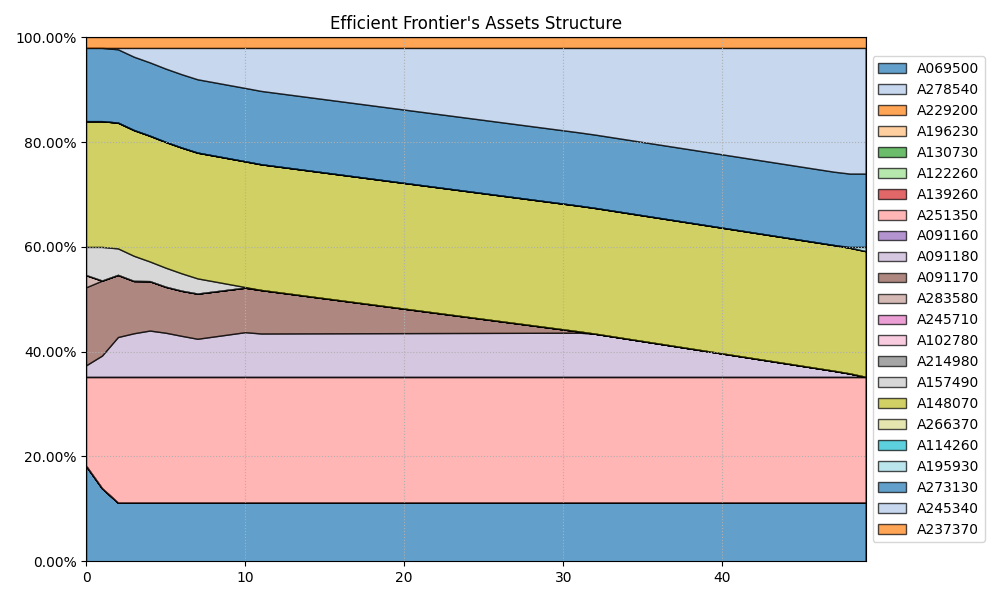 Efficient Frontier's Assets Structure
100.00%
80.00%
60.00%
40.00%
20.00%
0.00%
0
10
20
30
40
A069500
A278540
A229200
A196230
A130730
A122260
A139260
A251350
A091160
A091180
A091170
A283580
A245710
A102780
A214980
A157490
A148070
A266370
A114260
A195930
A273130
A245340
A237370